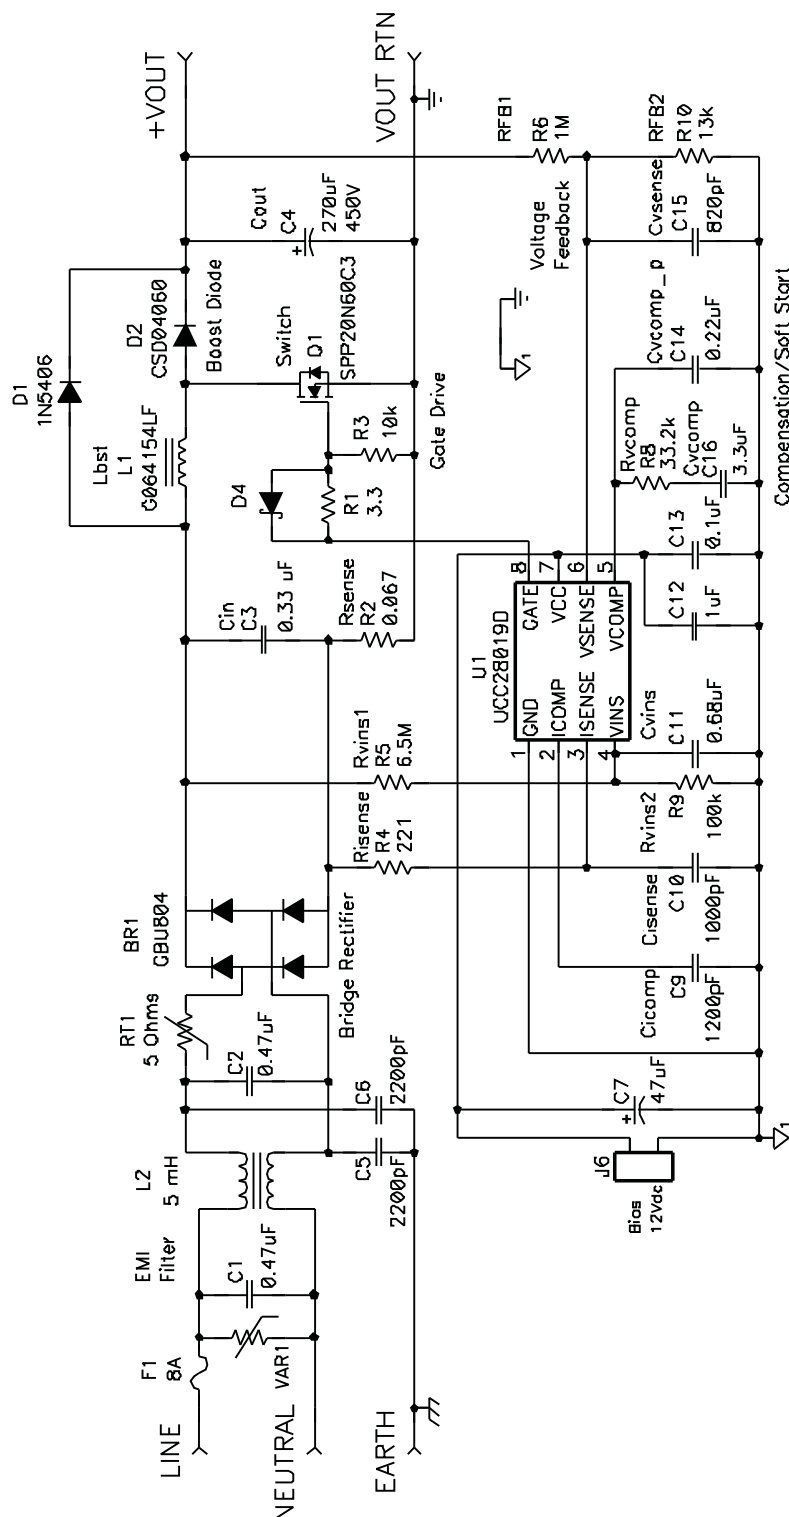 LINE
NEUTRAL
EARTH
F1
8A
VAR1
EMI
Filter
C1
0.47uF
L2
5 mH
C5
2200pF
C6
2200pF
C2
0.47uF
RT1
5 Ohms
BR1
GBU804
Bridge Rectifier
Cin
C3
0.33 uF
Rsense
R2
0.067
Risense
R4
221
Rvins1
R5
6.5M
Lbst
L1
G064154LF
D1
1N5406
D2
CSD04060
Boost Diode
D4
R1
3.3
R3
10k
Gate Drive
Switch
Q1
SPP20N60C3
Cout
C4
+
270uF
450V
+VOUT
VOUT RTN
J6
Bias
12Vdc
C7
+
47uF
1
Cicomp
C9
1200pF
Cisense
C10
1000pF
Rvins2
R9
100k
Cvins
C11
0.68uF
U1
UCC28019D
1
GND
2
ICOMP
3
ISENSE
4
VINS
8
GATE
7
VCC
6
VSENSE
5
VCOMP
C12
1uF
C13
0.1uF
Rvcomp
R8
33.2k
Cvcomp
C16
3.3uF
Cvcomp_p
C14
0.22uF
1
Voltage
Feedback
Cvsense
C15
820pF
RFB1
R6
1M
RFB2
R10
13k
Compensation/Soft Start